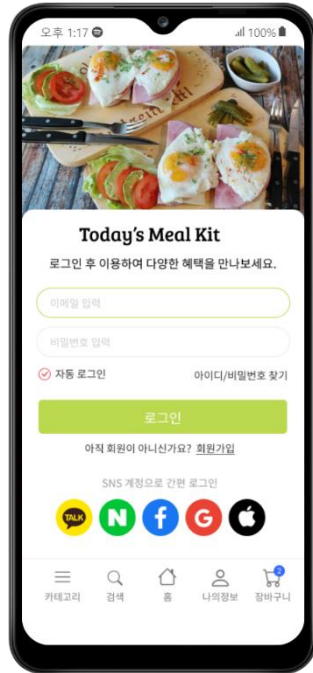 오후 1:17
100%
Today's Meal Kit
로그인 후 이용하여 다양한 혜택을 만나보세요.
이메일 입력
비밀번호 입력
자동 로그인 아이디/비밀번호 찾기
로그인
아직 회원이 아니신가요? 회원가입
SNS 계정으로 간편 로그인
TALK N f G
2
카테고리 검색 홈 나의정보 장바구니